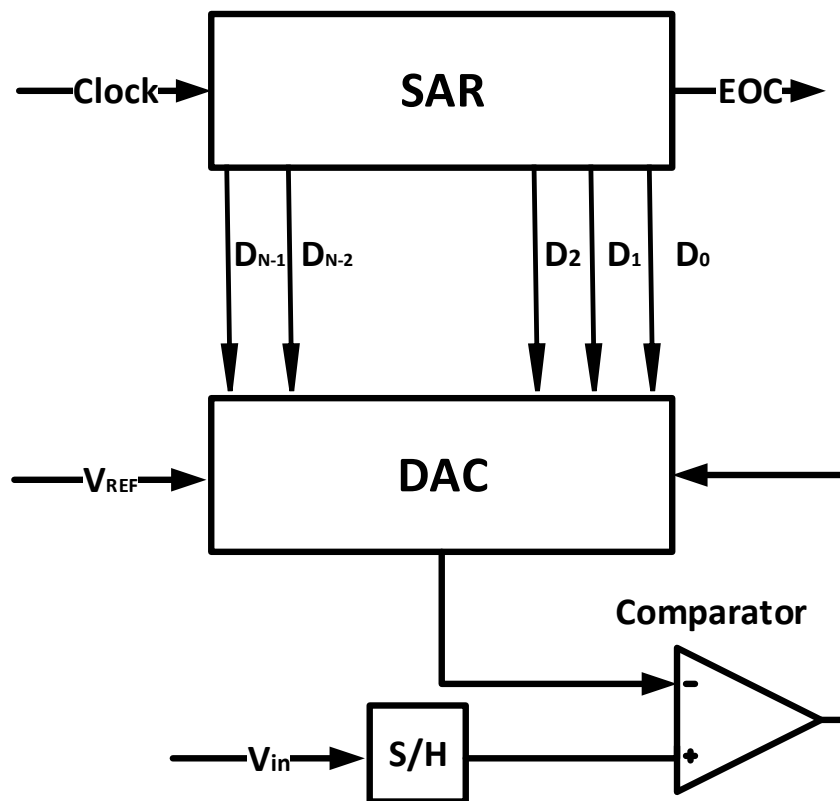 Clock SAR EOC
DN-1 DN-2 D2 D1 D0
VREF DAC
Comparator
-
Vin S/H +